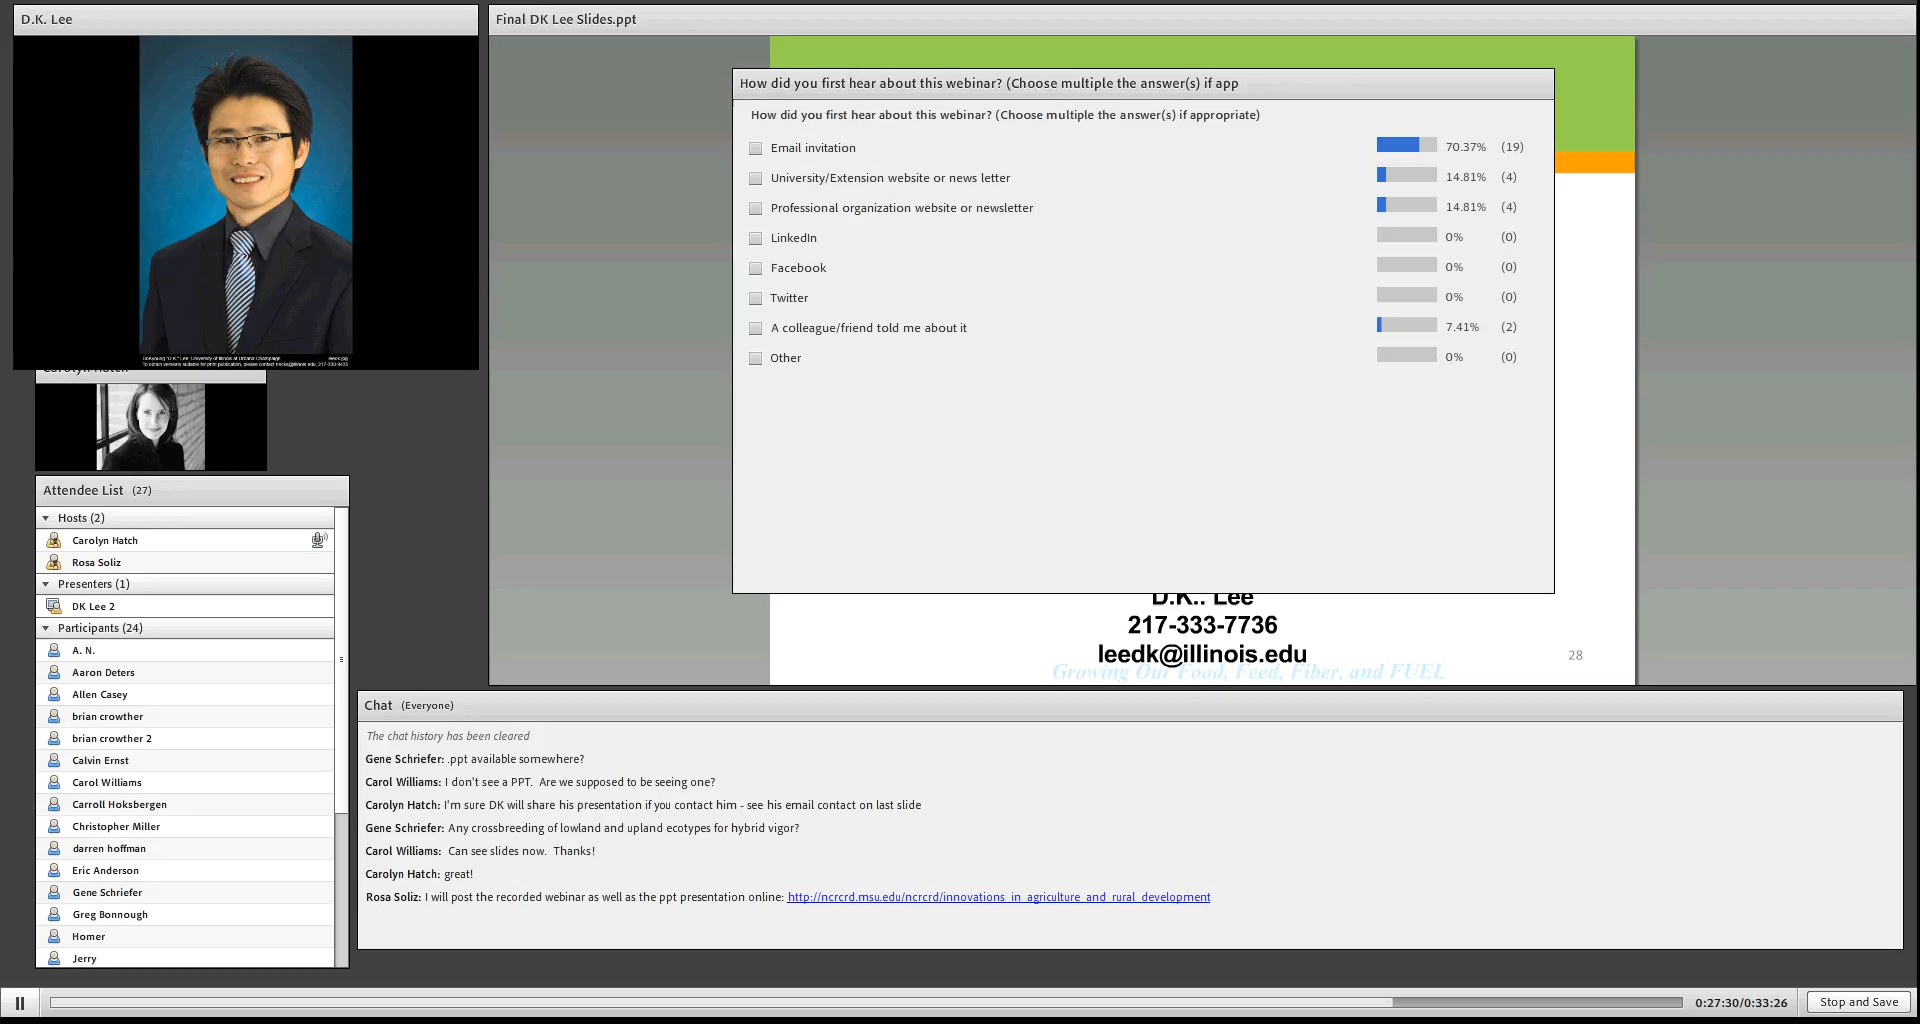 D.K. Lee
Final DK Lee Slides.ppt
How did you first hear about this webinar? (Choose multiple the answer(s) if app
How did you first hear about this webinar? (Choose multiple the answer(s) if appropriate)
Email invitation 70.37% (19)
University/Extension website or news letter 14.81% (4)
Professional organization website or newsletter 14.81% (4)
LinkedIn 0% (0)
Facebook 0% (0)
Twitter 0% (0)
A colleague/friend told me about it 7.41% (2)
Other 0% (0)
D.K.. Lee
217-333-7736
leedk@illinois.edu
Growing Our Food, Feed, Fiber, and FUEL
28
Carolyn Hatch
Attendee List (27)
Hosts (2)
Carolyn Hatch
Rosa Soliz
Presenters (1)
DK Lee 2
Participants (24)
A. N.
Aaron Deters
Allen Casey
brian crowther
brian crowther 2
Calvin Ernst
Carol Williams
Carroll Hoksbergen
Christopher Miller
darren hoffman
Eric Anderson
Gene Schriefer
Greg Bonnough
Homer
Jerry
Chat (Everyone)
The chat history has been cleared
Gene Schriefer: .ppt available somewhere?
Carol Williams: I don't see a PPT. Are we supposed to be seeing one?
Carolyn Hatch: I'm sure DK will share his presentation if you contact him - see his email contact on last slide
Gene Schriefer: Any crossbreeding of lowland and upland ecotypes for hybrid vigor?
Carol Williams: Can see slides now. Thanks!
Carolyn Hatch: great!
Rosa Soliz: I will post the recorded webinar as well as the ppt presentation online: http://ncrcrd.msu.edu/ncrcrd/innovations_in_agriculture_and_rural_development
0:27:30/0:33:26
Stop and Save